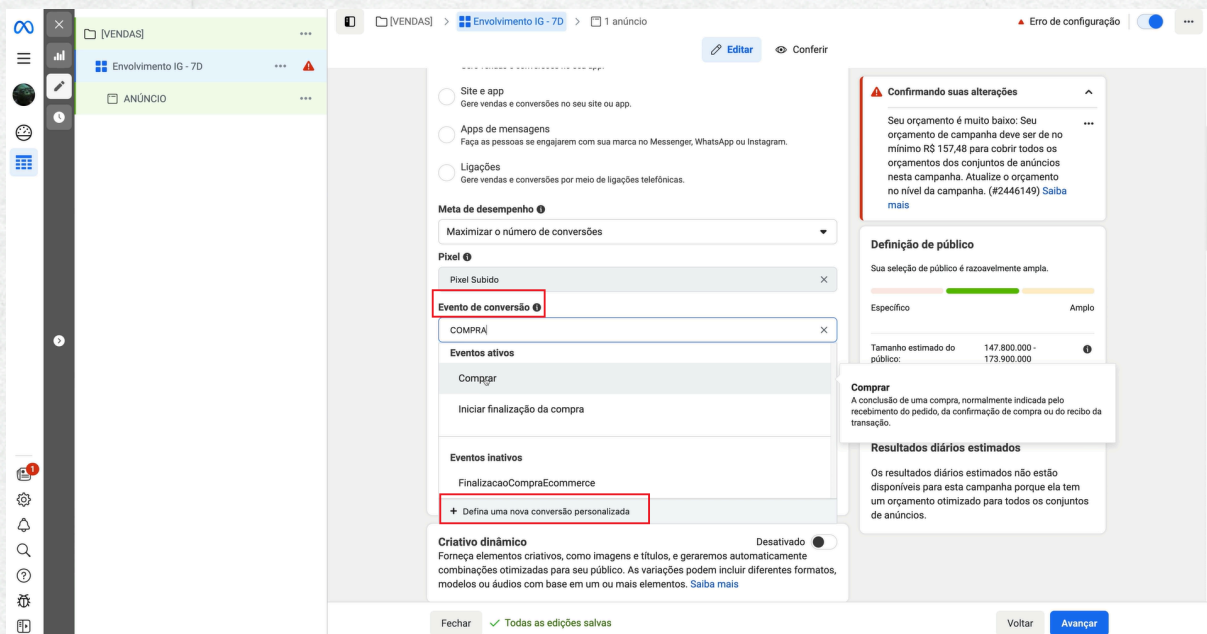 [VENDAS]
Envolvimento IG - 7D
ANÚNCIO
1
[VENDAS] > Envolvimento IG - 7D > 1 anúncio
Erro de configuração
Editar
Conferir
Site e app
Gere vendas e conversões no seu site ou app.
Apps de mensagens
Faça as pessoas se engajarem com sua marca no Messenger, WhatsApp ou Instagram.
Ligações
Gere vendas e conversões por meio de ligações telefônicas.
Meta de desempenho
Maximizar o número de conversões
Pixel
Pixel Subido
Evento de conversão
COMPRA
Eventos ativos
Comprar
Iniciar finalização da compra
Eventos inativos
FinalizacaoCompraEcommerce
+ Defina uma nova conversão personalizada
Criativo dinâmico
Desativado
Forneça elementos criativos, como imagens e títulos, e geraremos automaticamente
combinações otimizadas para seu público. As variações podem incluir diferentes formatos,
modelos ou áudios com base em um ou mais elementos. Saiba mais
Confirmando suas alterações
Seu orçamento é muito baixo: Seu
orçamento de campanha deve ser de no
mínimo R$ 157,48 para cobrir todos os
orçamentos dos conjuntos de anúncios
nesta campanha. Atualize o orçamento
no nível da campanha. (#2446149) Saiba
mais
Definição de público
Sua seleção de público é razoavelmente ampla.
Específico
Amplo
Tamanho estimado do
público:
147.800.000 -
173.900.000
Comprar
A conclusão de uma compra, normalmente indicada pelo
recebimento do pedido, da confirmação de compra ou do recibo da
transação.
Resultados diários estimados
Os resultados diários estimados não estão
disponíveis para esta campanha porque ela tem
um orçamento otimizado para todos os conjuntos
de anúncios.
Fechar
Todas as edições salvas
Voltar
Avançar